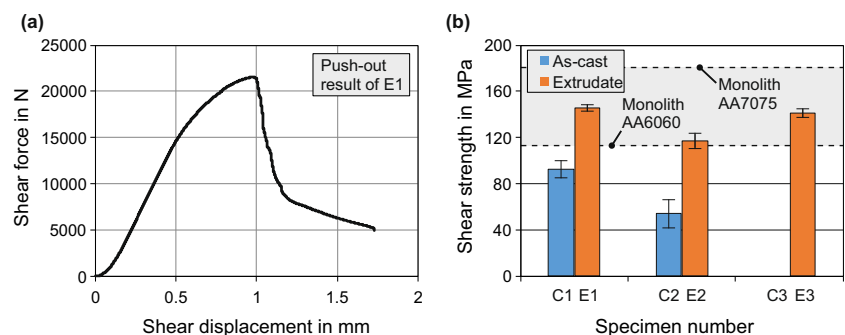 (a)
Shear force in N
25000
20000
15000
10000
5000
0
0
0.5
1
1.5
2
Shear displacement in mm
Push-out
result of E1
(b)
Shear strength in MPa
200
160
120
80
40
0
As-cast
Extrudate
Monolith
AA7075
Monolith
AA6060
C1 E1
C2 E2
C3 E3
Specimen number